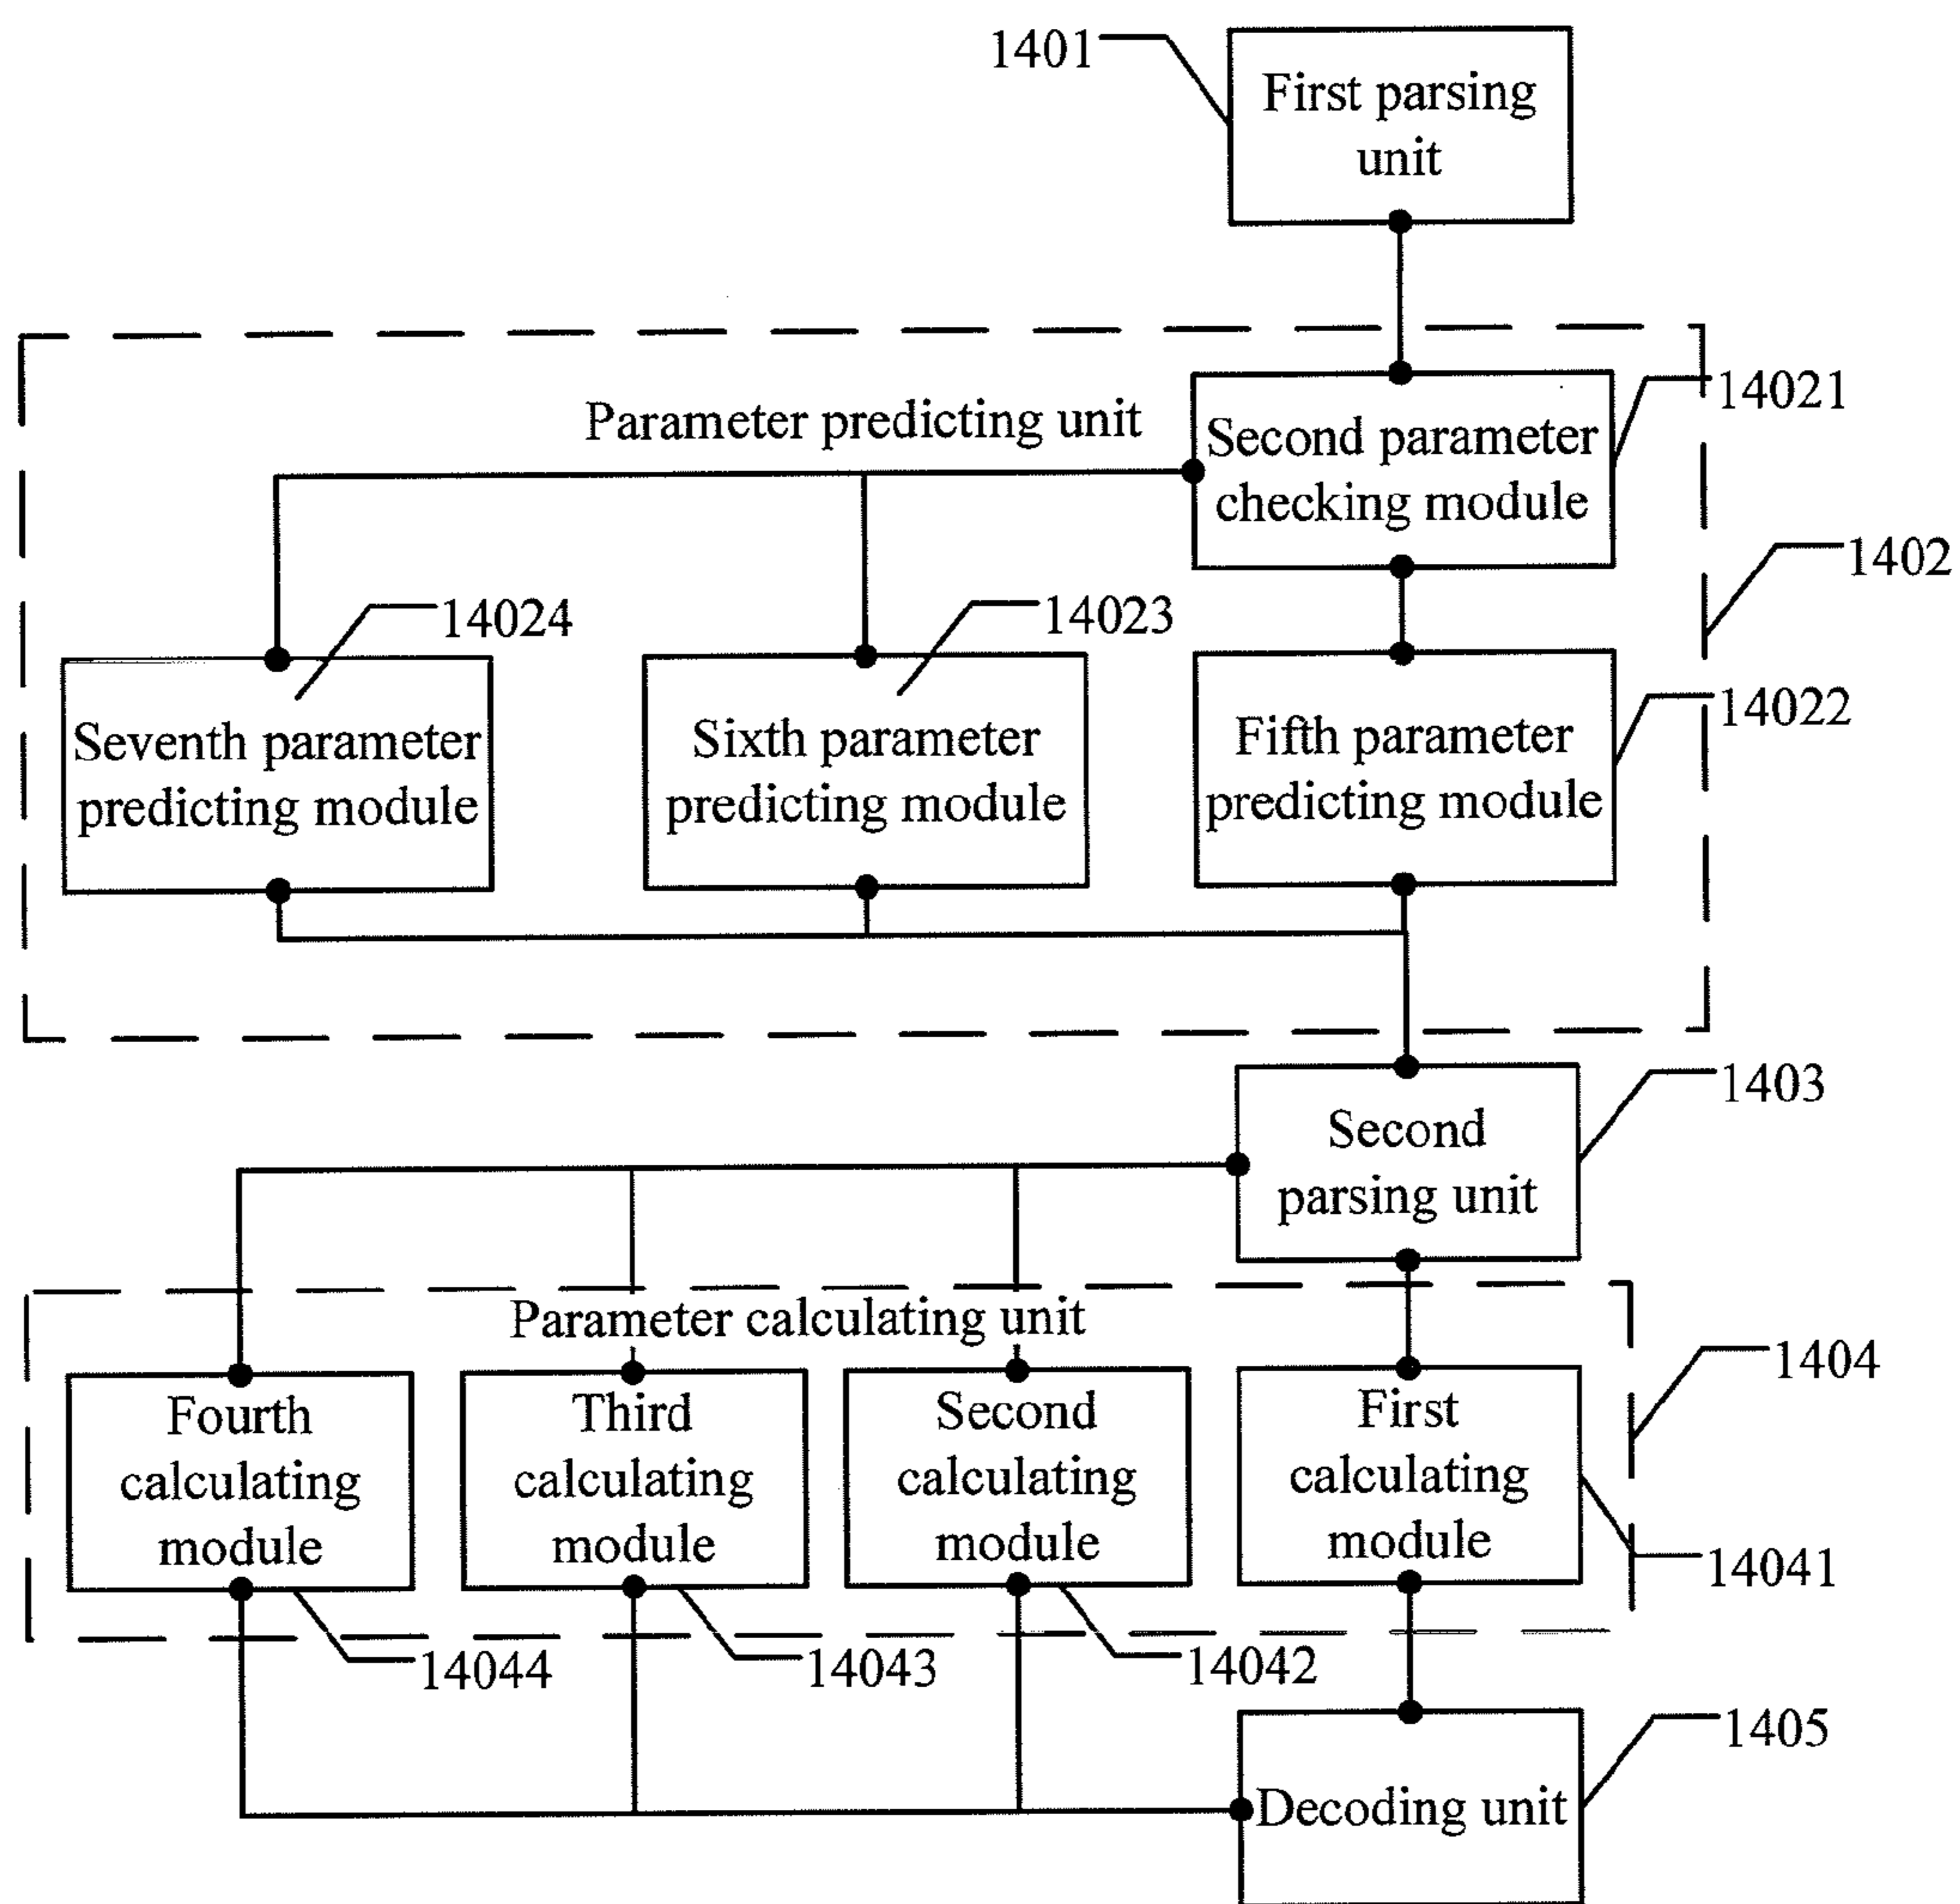 1401
First parsing
unit
Parameter predicting unit
Second parameter
checking module
14021
1402
14024
14023
14022
Seventh parameter
predicting module
Sixth parameter
predicting module
Fifth parameter
predicting module
1403
Second
parsing unit
Parameter calculating unit
1404
Fourth
calculating
module
Third
calculating
module
Second
calculating
module
First
calculating
module
14041
14044
14043
14042
1405
Decoding unit